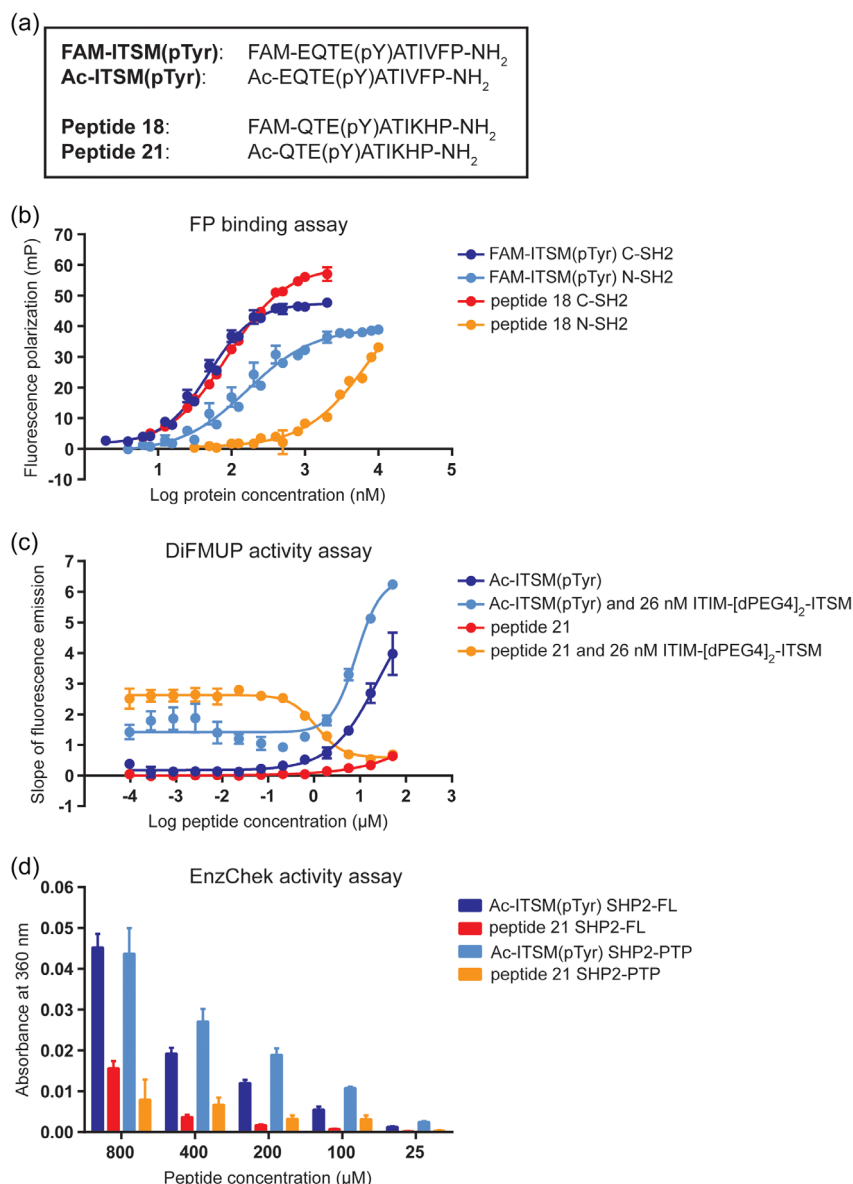 (a)
FAM-ITSM(pTyr): FAM-EQTE(pY)ATIVFP-NH2
Ac-ITSM(pTyr): Ac-EQTE(pY)ATIVFP-NH2
Peptide 18: FAM-QTE(pY)ATIKHP-NH2
Peptide 21: Ac-QTE(pY)ATIKHP-NH2
(b)
FP binding assay
Fluorescence polarization (mP)
70
60
50
40
30
20
10
0
-10
1 2 3 4 5
Log protein concentration (nM)
FAM-ITSM(pTyr) C-SH2
FAM-ITSM(pTyr) N-SH2
peptide 18 C-SH2
peptide 18 N-SH2
(c)
DiFMUP activity assay
Slope of fluorescence emission
7
6
5
4
3
2
1
0
-1
-4 -3 -2 -1 0 1 2 3
Log peptide concentration (µM)
Ac-ITSM(pTyr)
Ac-ITSM(pTyr) and 26 nM ITIM-[dPEG4]2-ITSM
peptide 21
peptide 21 and 26 nM ITIM-[dPEG4]2-ITSM
(d)
EnzChek activity assay
Absorbance at 360 nm
0.06
0.05
0.04
0.03
0.02
0.01
0.00
800 400 200 100 25
Peptide concentration (µM)
Ac-ITSM(pTyr) SHP2-FL
peptide 21 SHP2-FL
Ac-ITSM(pTyr) SHP2-PTP
peptide 21 SHP2-PTP